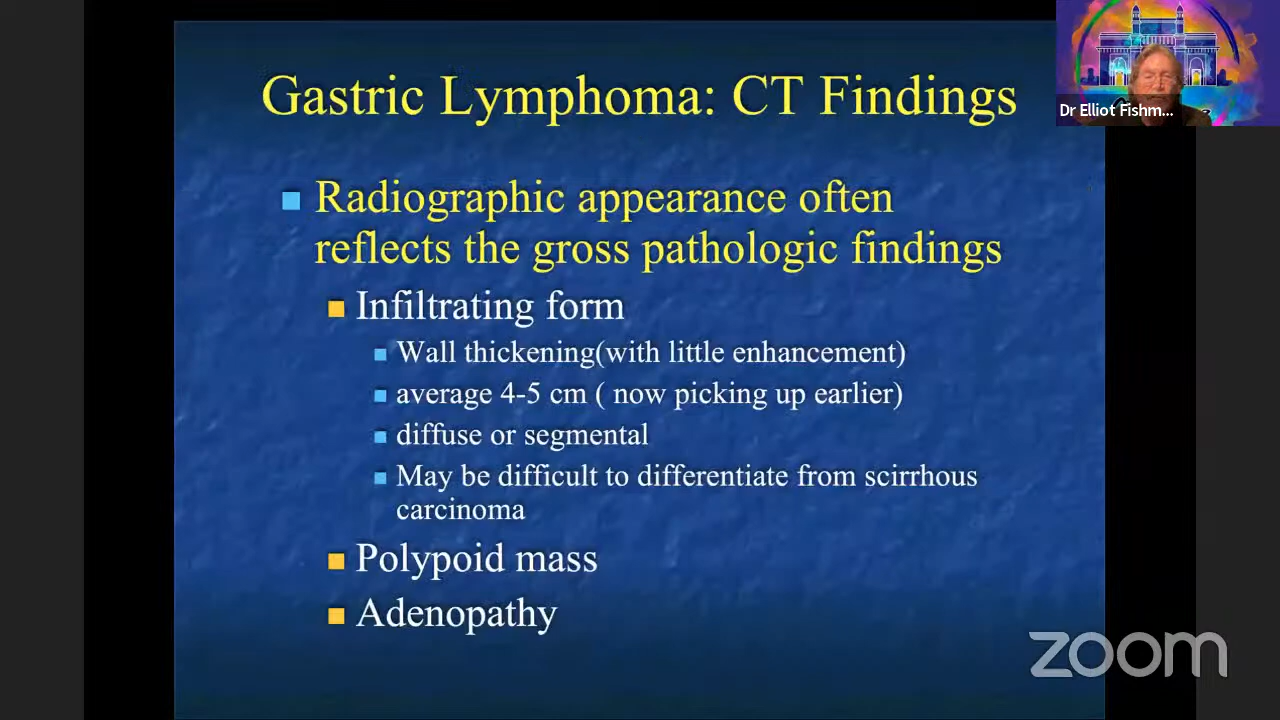 Gastric Lymphoma: CT Findings
Dr Elliot Fishm...
Radiographic appearance often
reflects the gross pathologic findings
Infiltrating form
Wall thickening(with little enhancement)
average 4-5 cm ( now picking up earlier)
diffuse or segmental
May be difficult to differentiate from scirrhous
carcinoma
Polypoid mass
Adenopathy
zoom